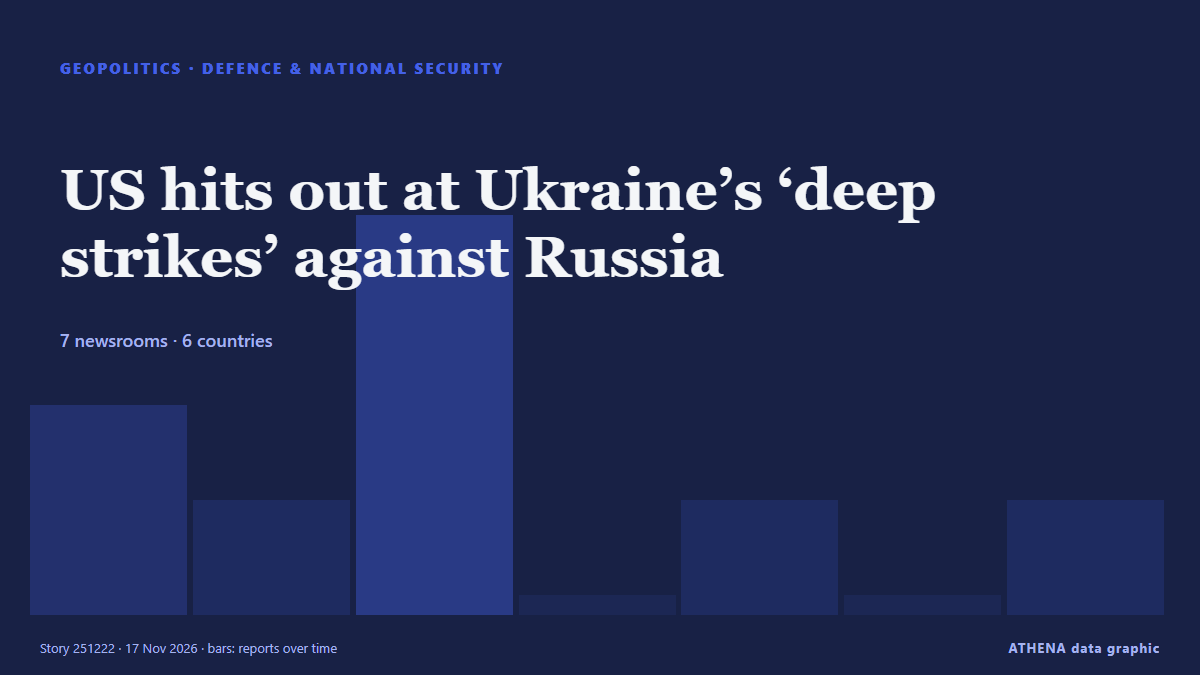 GEOPOLITICS · DEFENCE & NATIONAL SECURITY
US hits out at Ukraine’s ‘deep
strikes’ against Russia
7 newsrooms · 6 countries
Story 251222 · 17 Nov 2026 · bars: reports over time
ATHENA data graphic